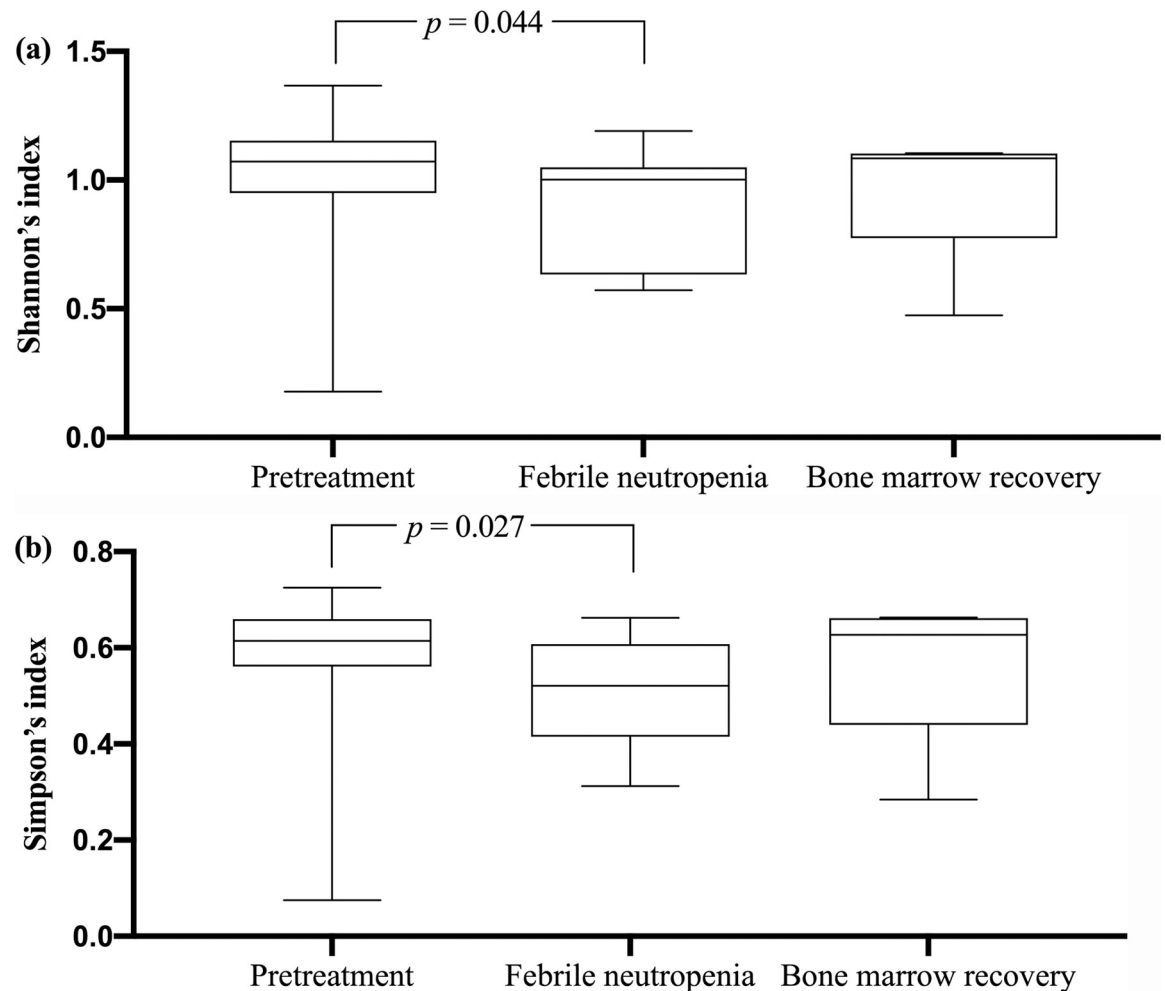 (a)
p = 0.044
1.5
1.0
0.5
0.0
Shannon’s index
Pretreatment Febrile neutropenia Bone marrow recovery
(b)
p = 0.027
0.8
0.6
0.4
0.2
0.0
Simpson’s index
Pretreatment Febrile neutropenia Bone marrow recovery